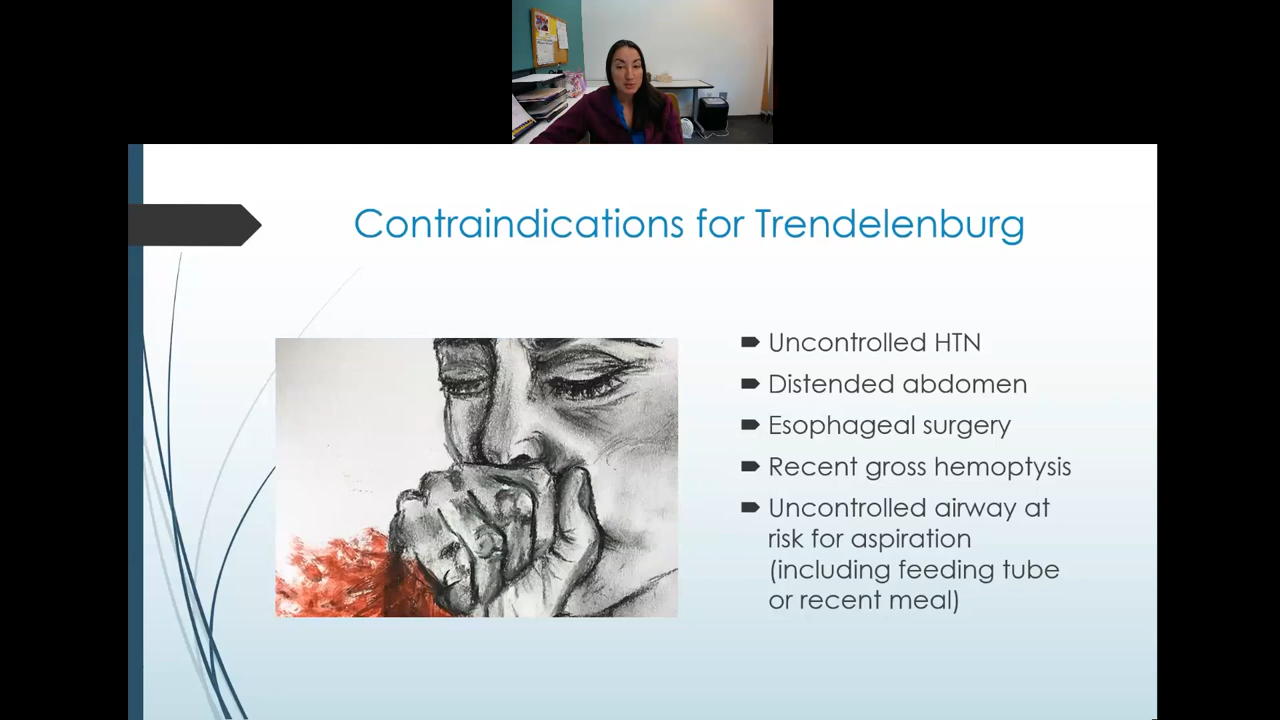 Contraindications for Trendelenburg
Uncontrolled HTN
Distended abdomen
Esophageal surgery
Recent gross hemoptysis
Uncontrolled airway at
risk for aspiration
(including feeding tube
or recent meal)